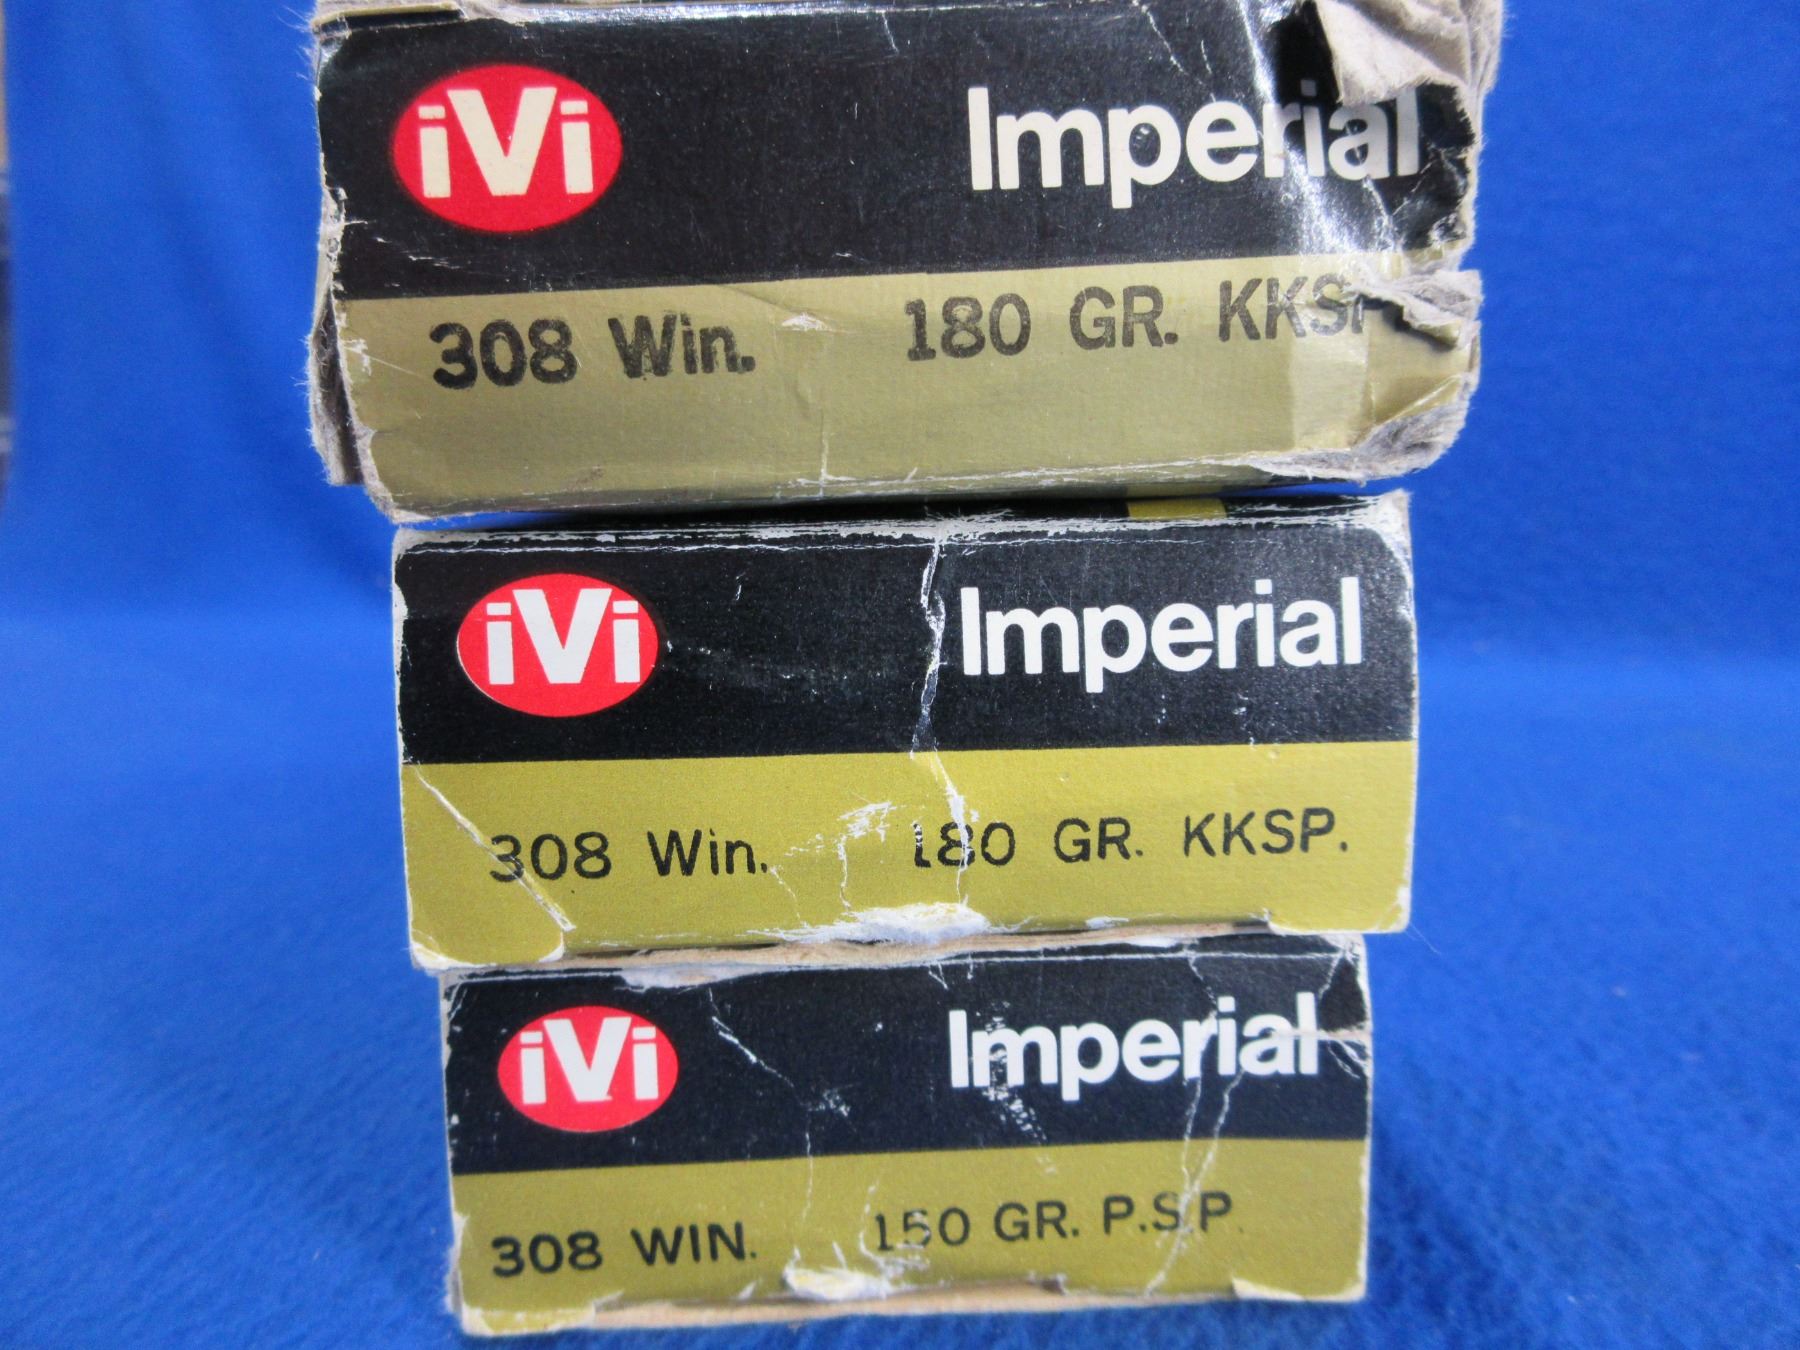 iVi Imperial
308 Win. 180 GR. KKSP
iVi Imperial
308 Win. 180 GR. KKSP.
iVi Imperial
308 WIN. 150 GR. P.S.P.